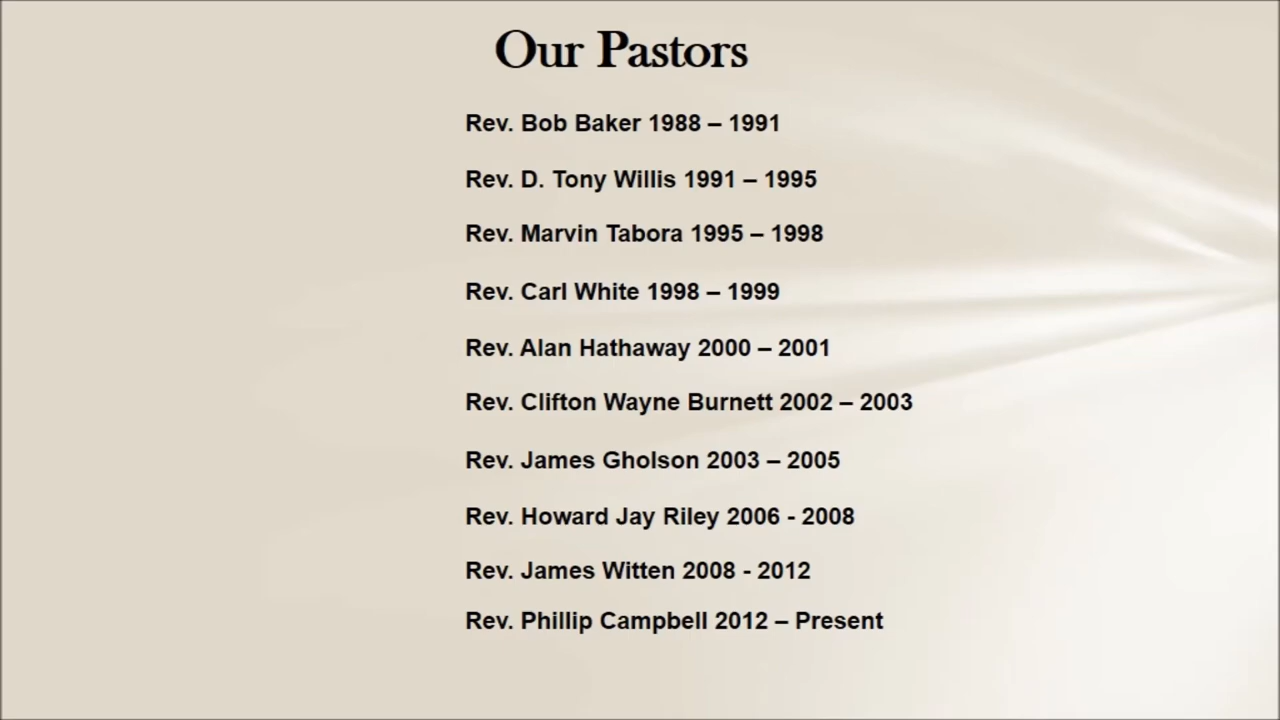 Our Pastors
Rev. Bob Baker 1988 – 1991
Rev. D. Tony Willis 1991 – 1995
Rev. Marvin Tabora 1995 – 1998
Rev. Carl White 1998 – 1999
Rev. Alan Hathaway 2000 – 2001
Rev. Clifton Wayne Burnett 2002 – 2003
Rev. James Gholson 2003 – 2005
Rev. Howard Jay Riley 2006 - 2008
Rev. James Witten 2008 - 2012
Rev. Phillip Campbell 2012 – Present